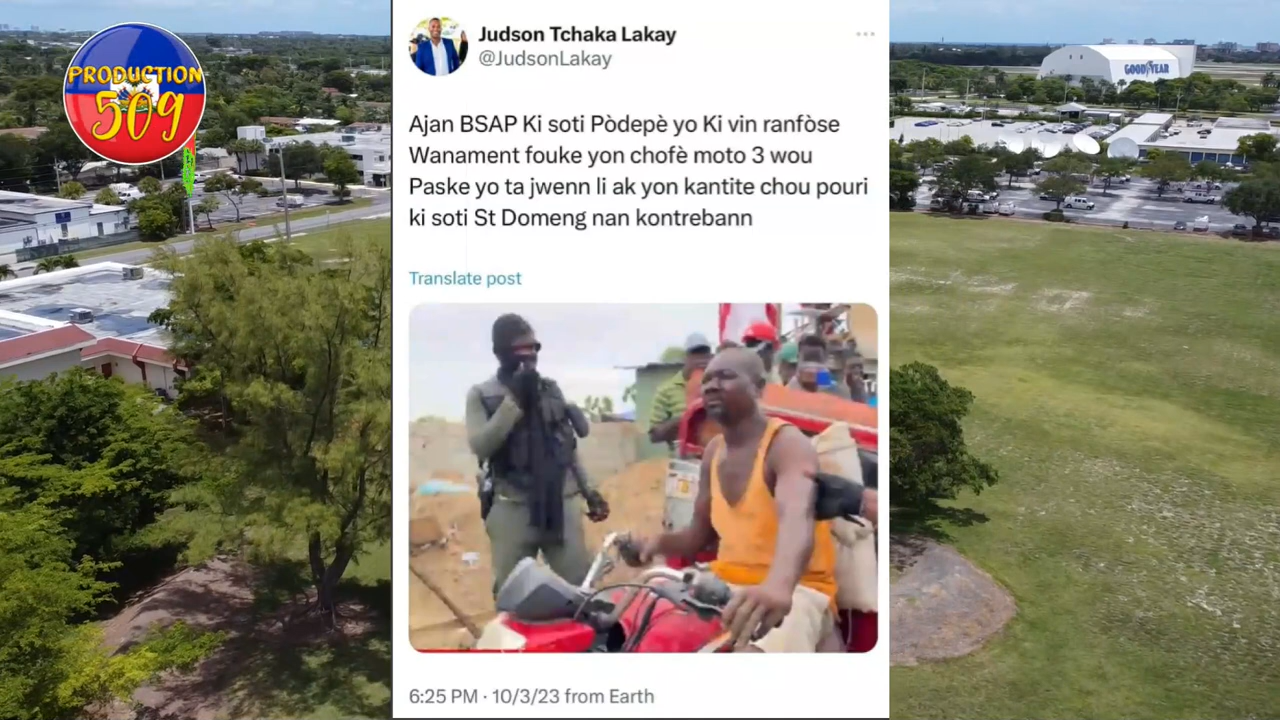 PRODUCTION
509
Judson Tchaka Lakay
@JudsonLakay
Ajan BSAP Ki soti Pòdepè yo Ki vin ranfòse
Wanament fouke yon chofè moto 3 wou
Paske yo ta jwenn li ak yon kantite chou pouri
ki soti St Domeng nan kontrebann
Translate post
6:25 PM · 10/3/23 from Earth
GOODYEAR